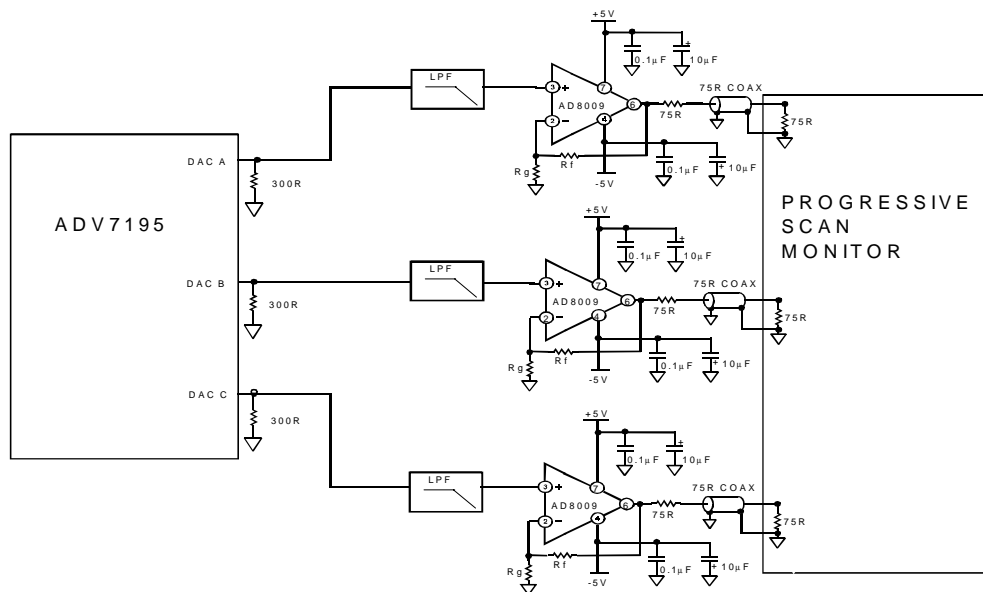 +5V
0.1µF
+
10µF
LPF
3
+
7
AD8009
6
2
−
4
75R
75R COAX
75R
Rg
Rf
0.1µF
+
10µF
-5V
DAC A
300R
ADV7195
PROGRESSIVE
SCAN
MONITOR
+5V
0.1µF
+
10µF
DAC B
300R
LPF
3
+
7
AD8009
6
2
−
4
75R
75R COAX
75R
Rg
Rf
0.1µF
+
10µF
-5V
DAC C
300R
+5V
0.1µF
+
10µF
LPF
3
+
7
AD8009
6
2
−
4
75R
75R COAX
75R
Rg
Rf
0.1µF
+
10µF
-5V